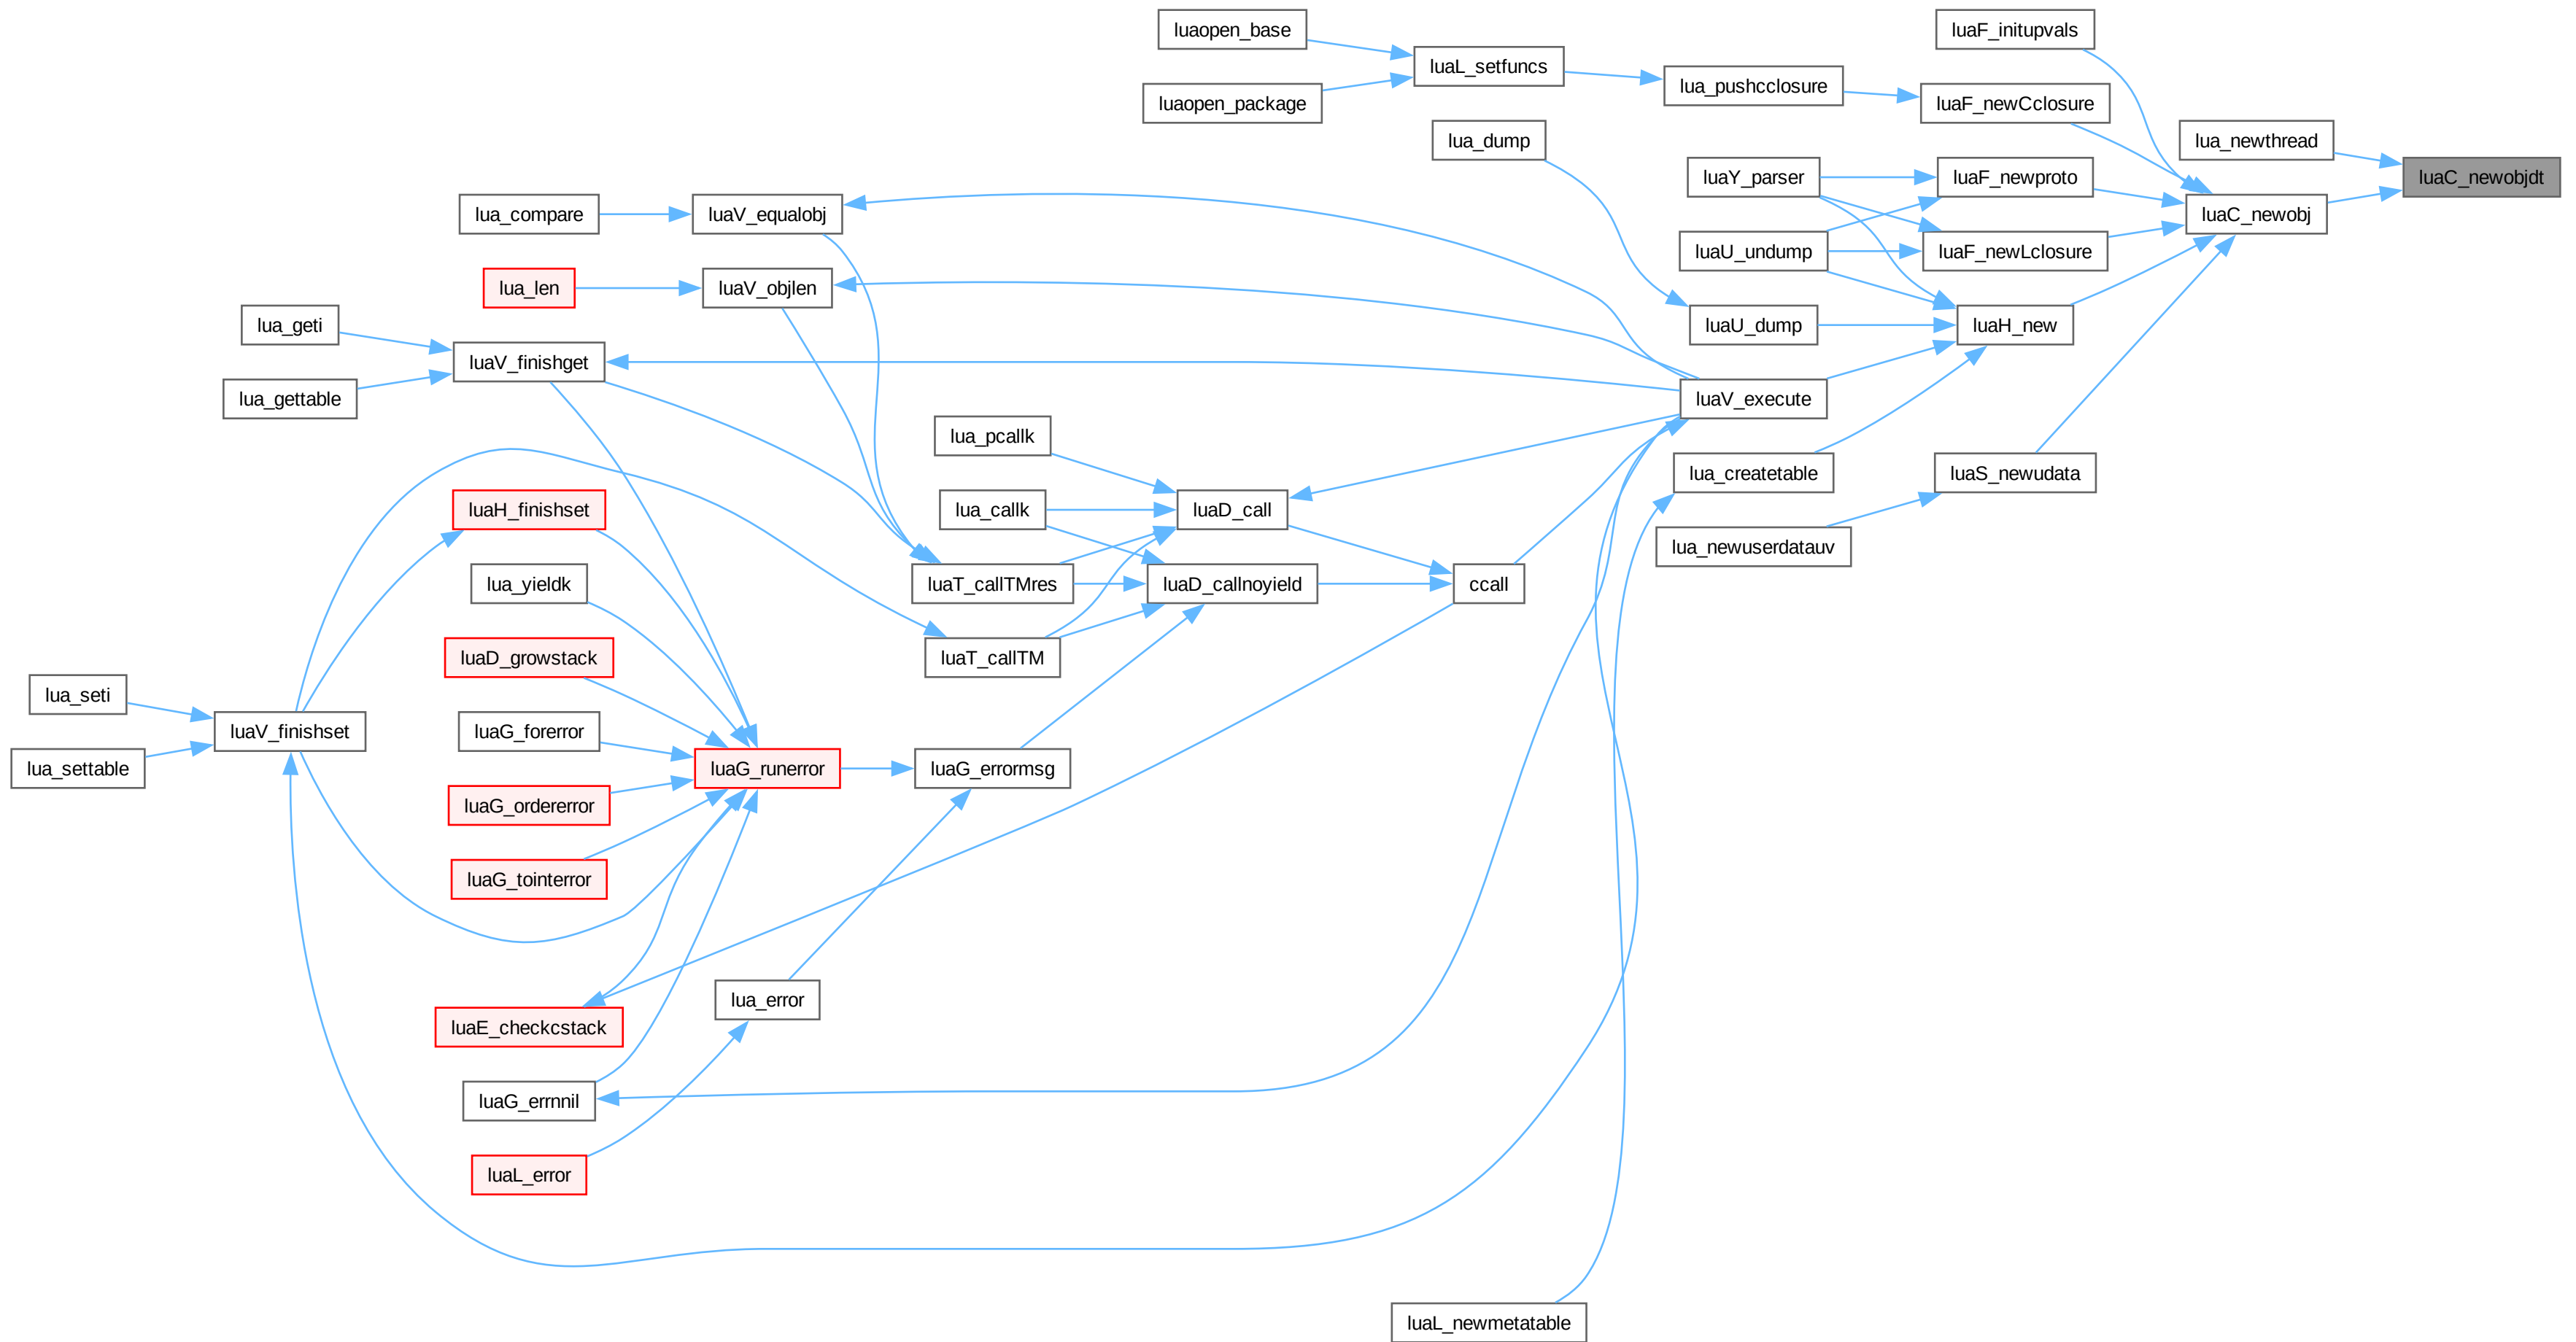 luaopen_base
luaF_initupvals
luaL_setfuncs
lua_pushcclosure
luaopen_package
luaF_newCclosure
lua_dump
lua_newthread
luaY_parser
luaF_newproto
luaC_newobjdt
lua_compare
luaV_equalobj
luaC_newobj
luaU_undump
luaF_newLclosure
lua_len
luaV_objlen
lua_geti
luaU_dump
luaH_new
luaV_finishget
lua_gettable
luaV_execute
lua_pcallk
lua_createtable
luaS_newudata
luaH_finishset
lua_callk
luaD_call
lua_newuserdatauv
lua_yieldk
luaT_callTMres
luaD_callnoyield
ccall
luaD_growstack
luaT_callTM
lua_seti
luaV_finishset
luaG_forerror
lua_settable
luaG_runerror
luaG_errormsg
luaG_ordererror
luaG_tointerror
lua_error
luaE_checkcstack
luaG_errnnil
luaL_error
luaL_newmetatable